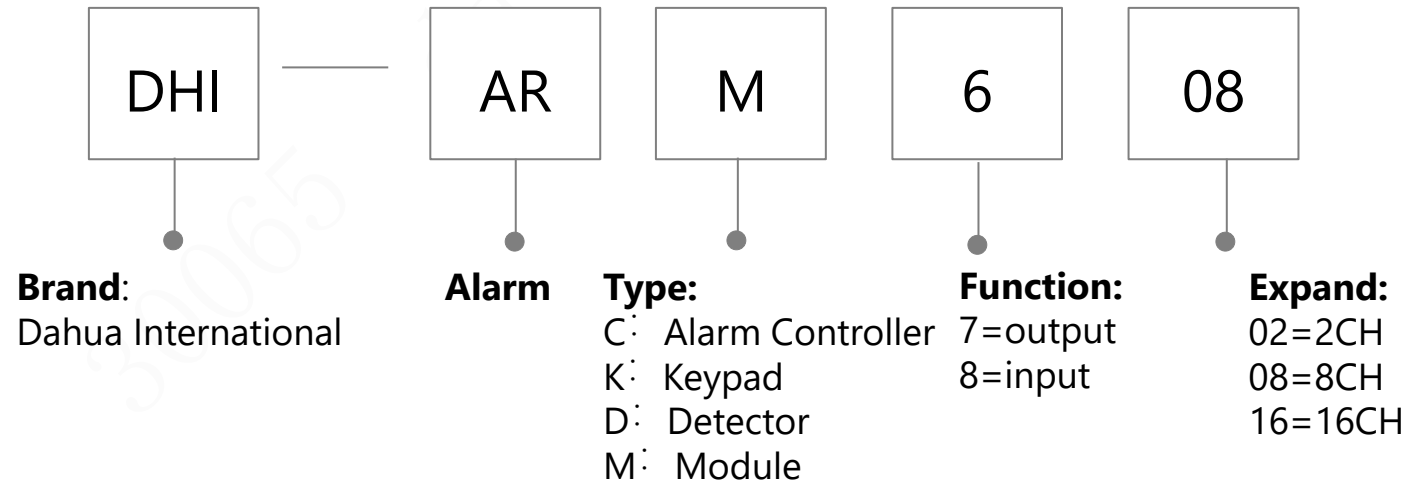 DHI — AR M 6 08
Brand: Alarm Type: Function: Expand:
Dahua International C: Alarm Controller 7=output 02=2CH
K: Keypad 8=input 08=8CH
D: Detector 16=16CH
M: Module
30065